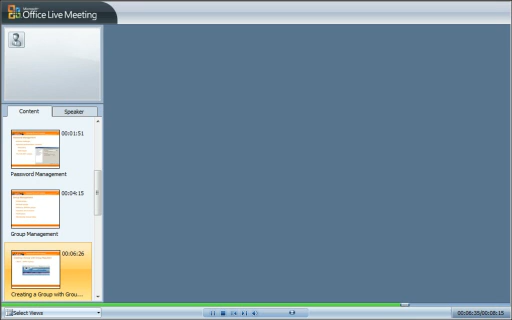 Microsoft
Office Live Meeting
Content
Speaker
00:01:51
Password Management
00:04:15
Group Management
00:06:26
Creating a Group with Grou...
Select Views
00:06:35/00:08:15